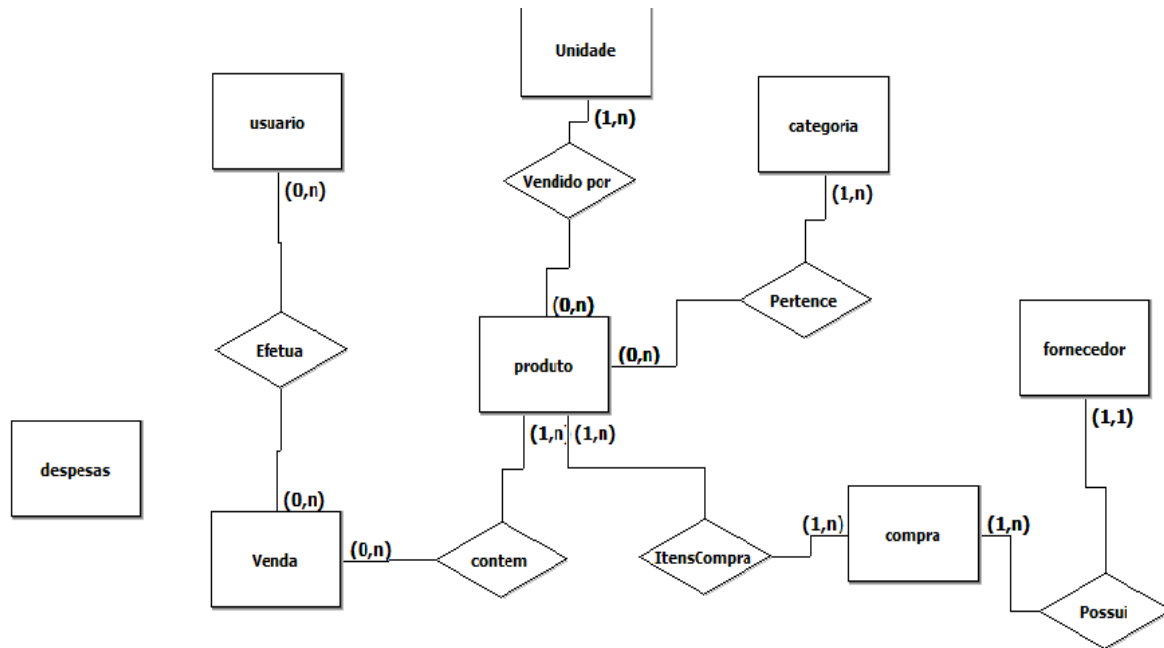 Unidade
(1,n)
usuario
(0,n)
categoria
(1,n)
Vendido por
Pertence
(0,n)
produto
(0,n)
Efetua
fornecedor
(1,1)
(1,n)
(1,n)
despesas
(0,n)
Venda
(0,n)
contem
ItensCompra
(1,n)
compra
(1,n)
Possui